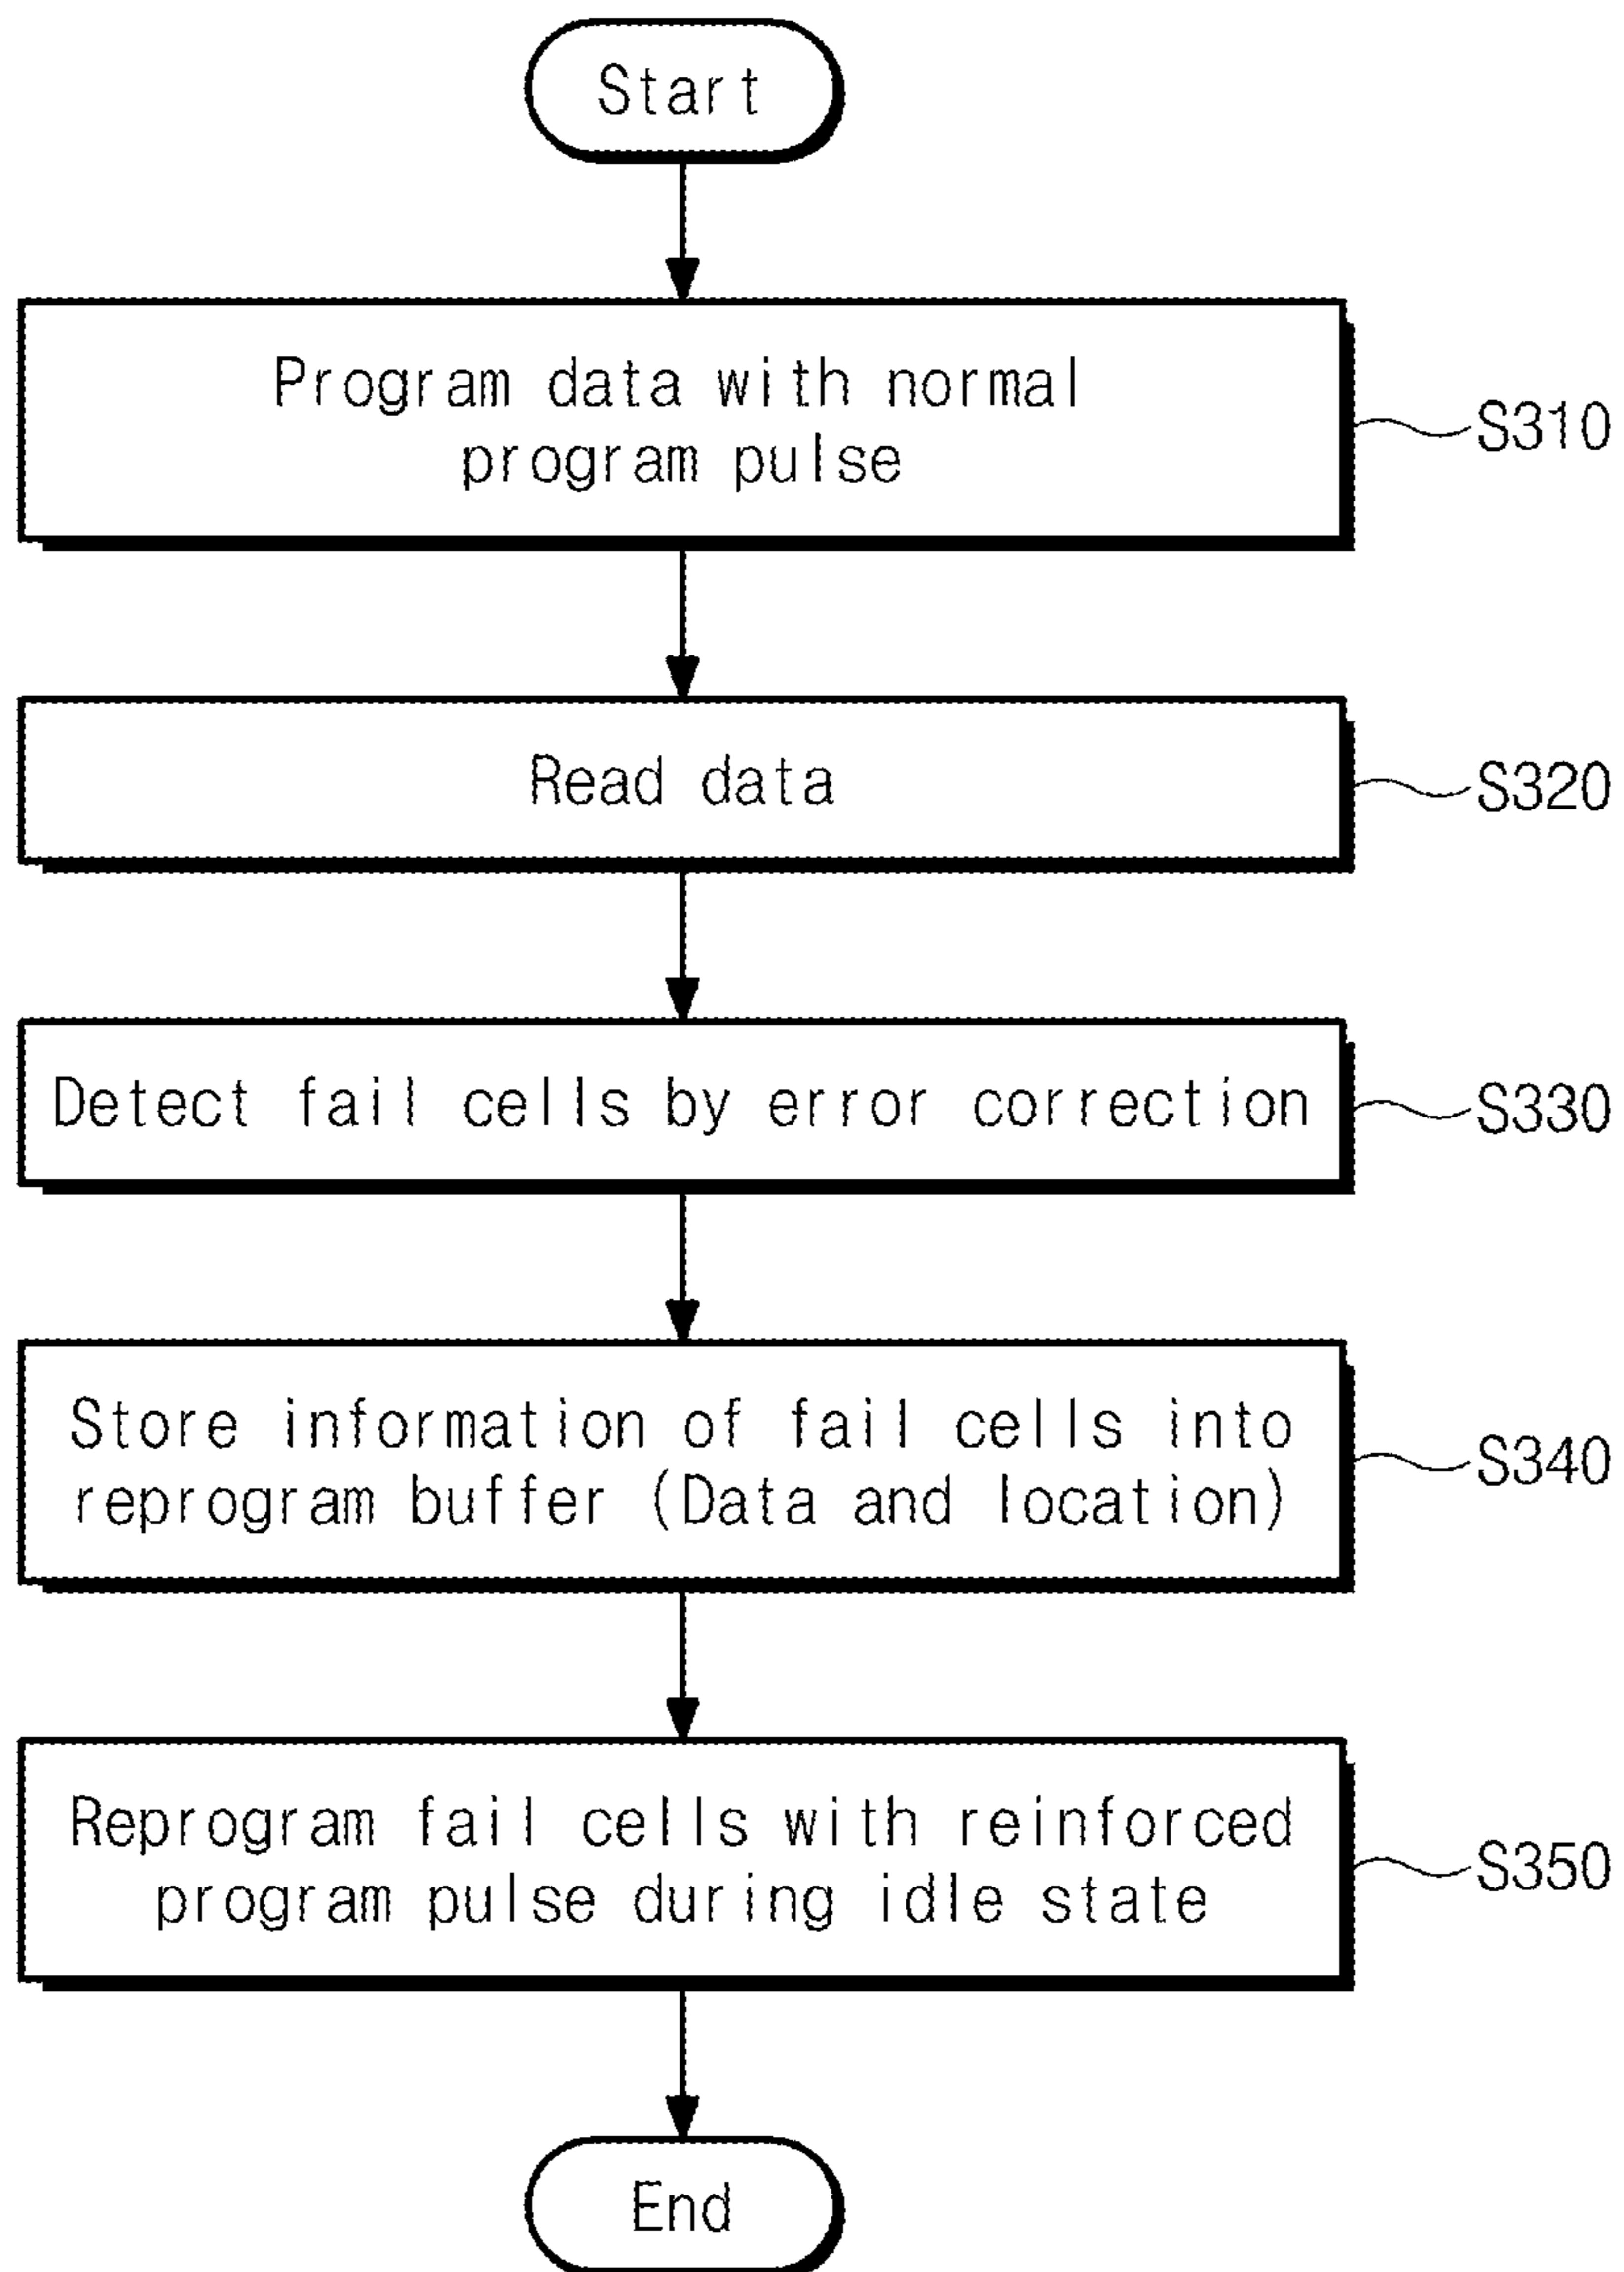 Start
Program data with normal
program pulse
S310
Read data
S320
Detect fail cells by error correction
S330
Store information of fail cells into
reprogram buffer (Data and location)
S340
Reprogram fail cells with reinforced
program pulse during idle state
S350
End